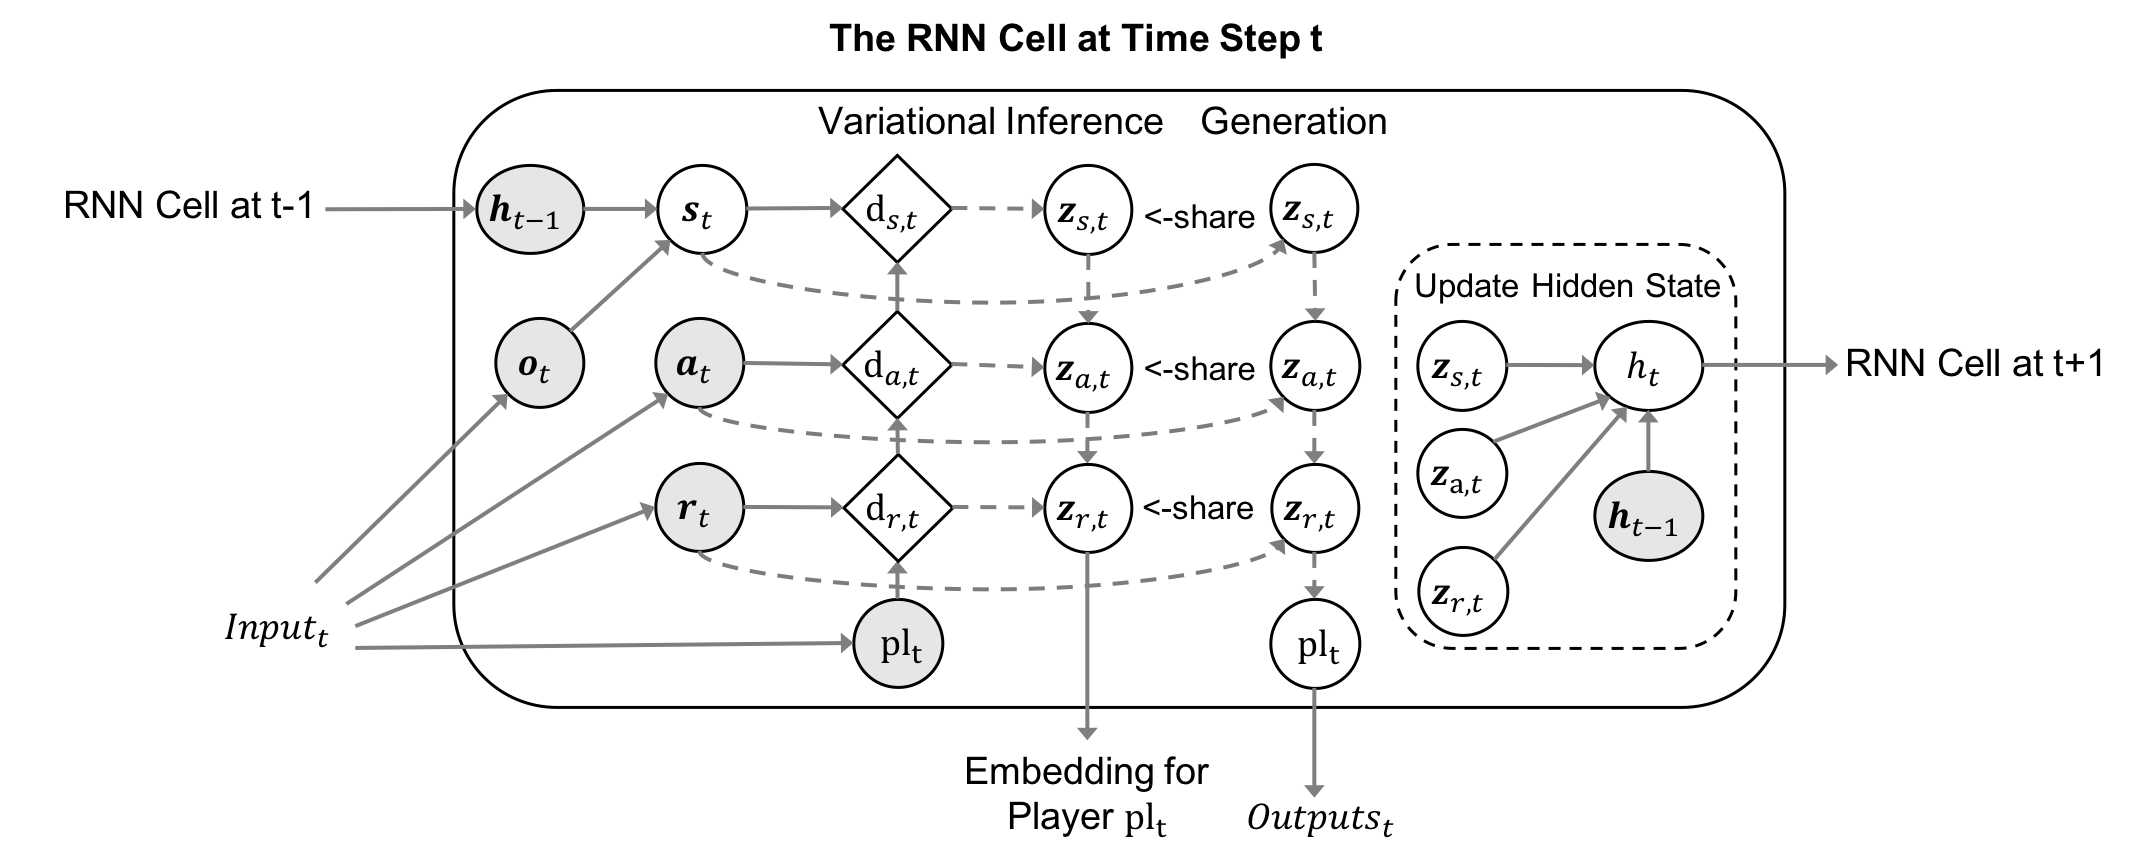 The RNN Cell at Time Step t
Variational Inference Generation
RNN Cell at t-1
h_{t−1}
s_t
d_{s,t}
z_{s,t}
<-share
z_{s,t}
o_t
a_t
d_{a,t}
z_{a,t}
<-share
z_{a,t}
r_t
d_{r,t}
z_{r,t}
<-share
z_{r,t}
Input_t
pl_t
pl_t
Update Hidden State
z_{s,t}
h_t
z_{a,t}
h_{t−1}
z_{r,t}
RNN Cell at t+1
Embedding for
Player pl_t
Outputs_t